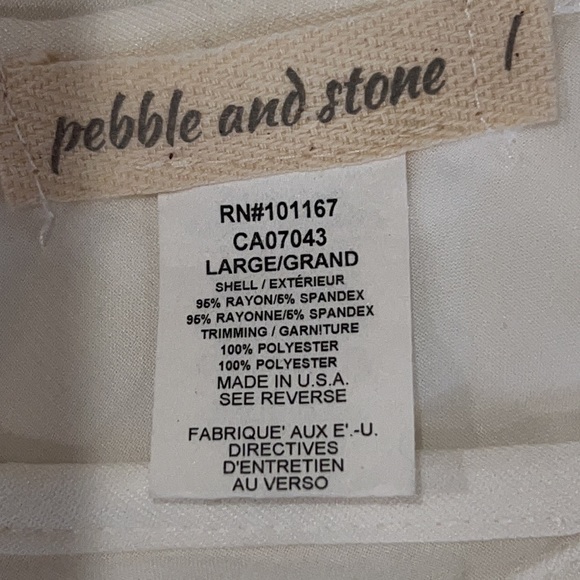 pebble and stone l
RN#101167
CA07043
LARGE/GRAND
SHELL / EXTÉRIEUR
95% RAYON/5% SPANDEX
95% RAYONNE/5% SPANDEX
TRIMMING / GARNITURE
100% POLYESTER
100% POLYESTER
MADE IN U.S.A.
SEE REVERSE
FABRIQUE' AUX E'.-U.
DIRECTIVES
D'ENTRETIEN
AU VERSO